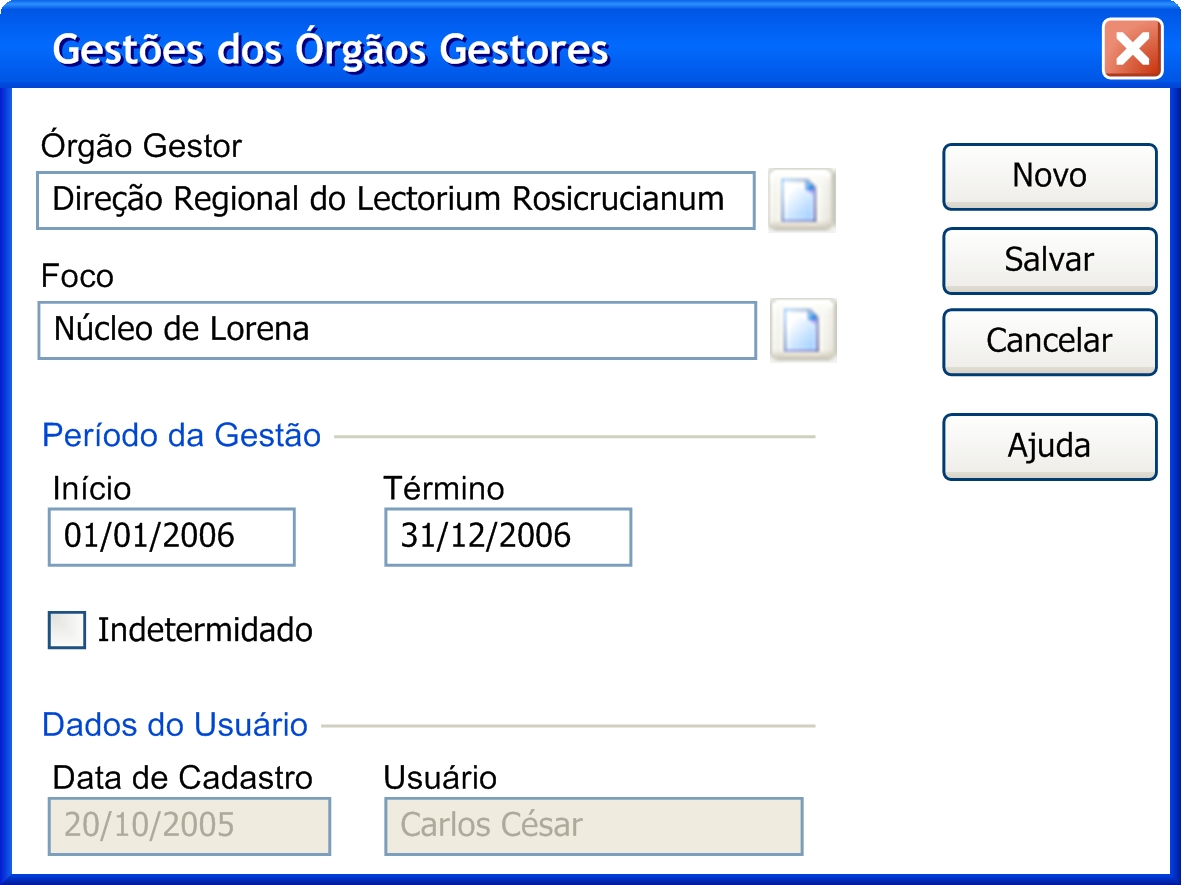 Gestões dos Órgãos Gestores
Órgão Gestor
Direção Regional do Lectorium Rosicrucianum
Foco
Núcleo de Lorena
Novo
Salvar
Cancelar
Ajuda
Período da Gestão
Início
Término
01/01/2006
31/12/2006
Indetermidado
Dados do Usuário
Data de Cadastro
Usuário
20/10/2005
Carlos César